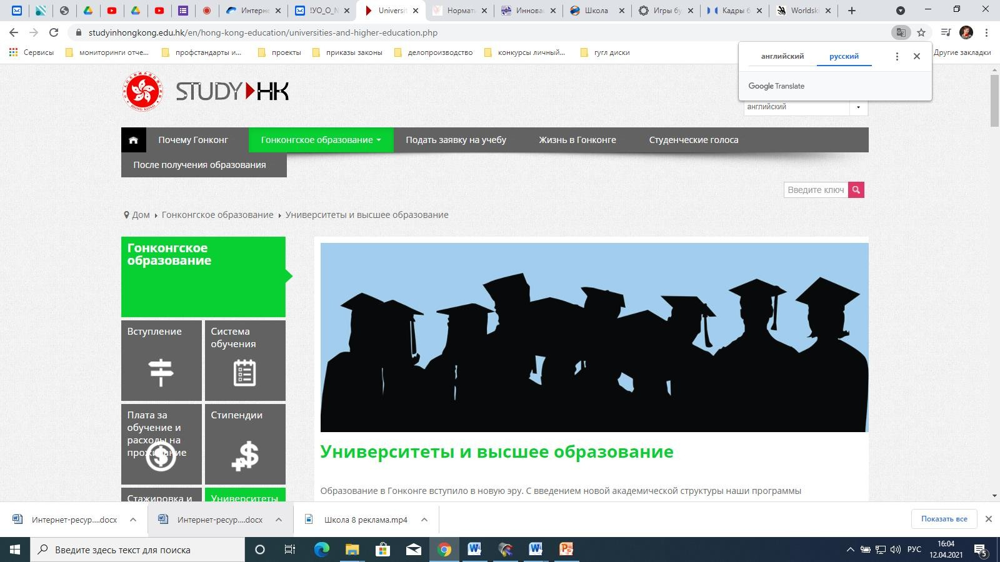 Интерне
!УО_О_N
Universit
Нормат
Иннова
Школа
Игры бу
Кадры б
Worldski
studyinhongkong.edu.hk/en/hong-kong-education/universities-and-higher-education.php
Сервисы
мониторинги отче...
профстандарты и...
проекты
приказы законы
делопроизводство
конкурсы личный...
гугл диски
Другие закладки
английский
русский
Google Translate
английский
HONG KONG
STUDY HK
Почему Гонконг
Гонконгское образование
Подать заявку на учебу
Жизнь в Гонконге
Студенческие голоса
После получения образования
Введите ключ
Дом
Гонконгское образование
Университеты и высшее образование
Гонконгское
образование
Вступление
Система
обучения
Плата за
обучение и
расходы на
проживание
Стипендии
Стажировка и
Университеты
Университеты и высшее образование
Образование в Гонконге вступило в новую эру. С введением новой академической структуры наши программы
Интернет-ресур....docx
Интернет-ресур....docx
Школа 8 реклама.mp4
Показать все
Введите здесь текст для поиска
РУС
16:04
12.04.2021
5